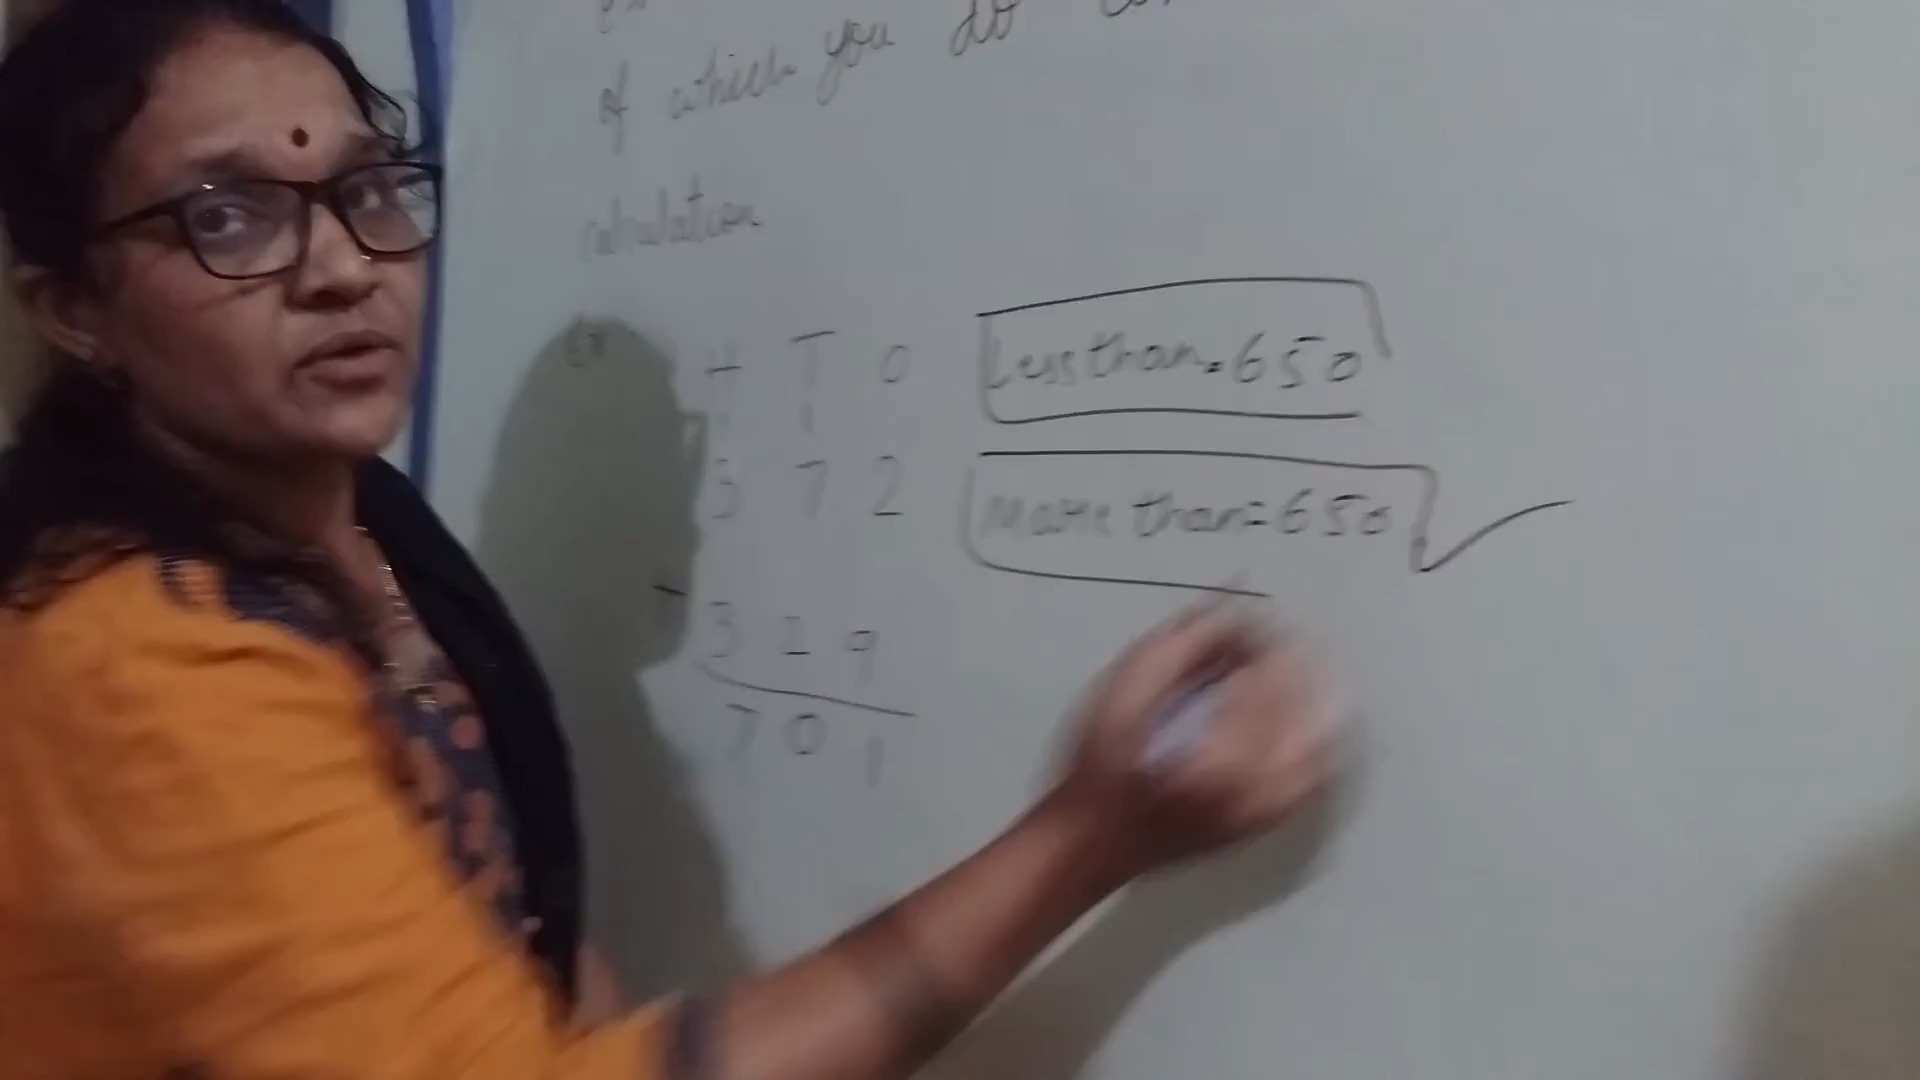 of which you do
calculation
Ex H T O
3 7 2
- 3 2 9
7 0 1
Less than = 650
More than = 650